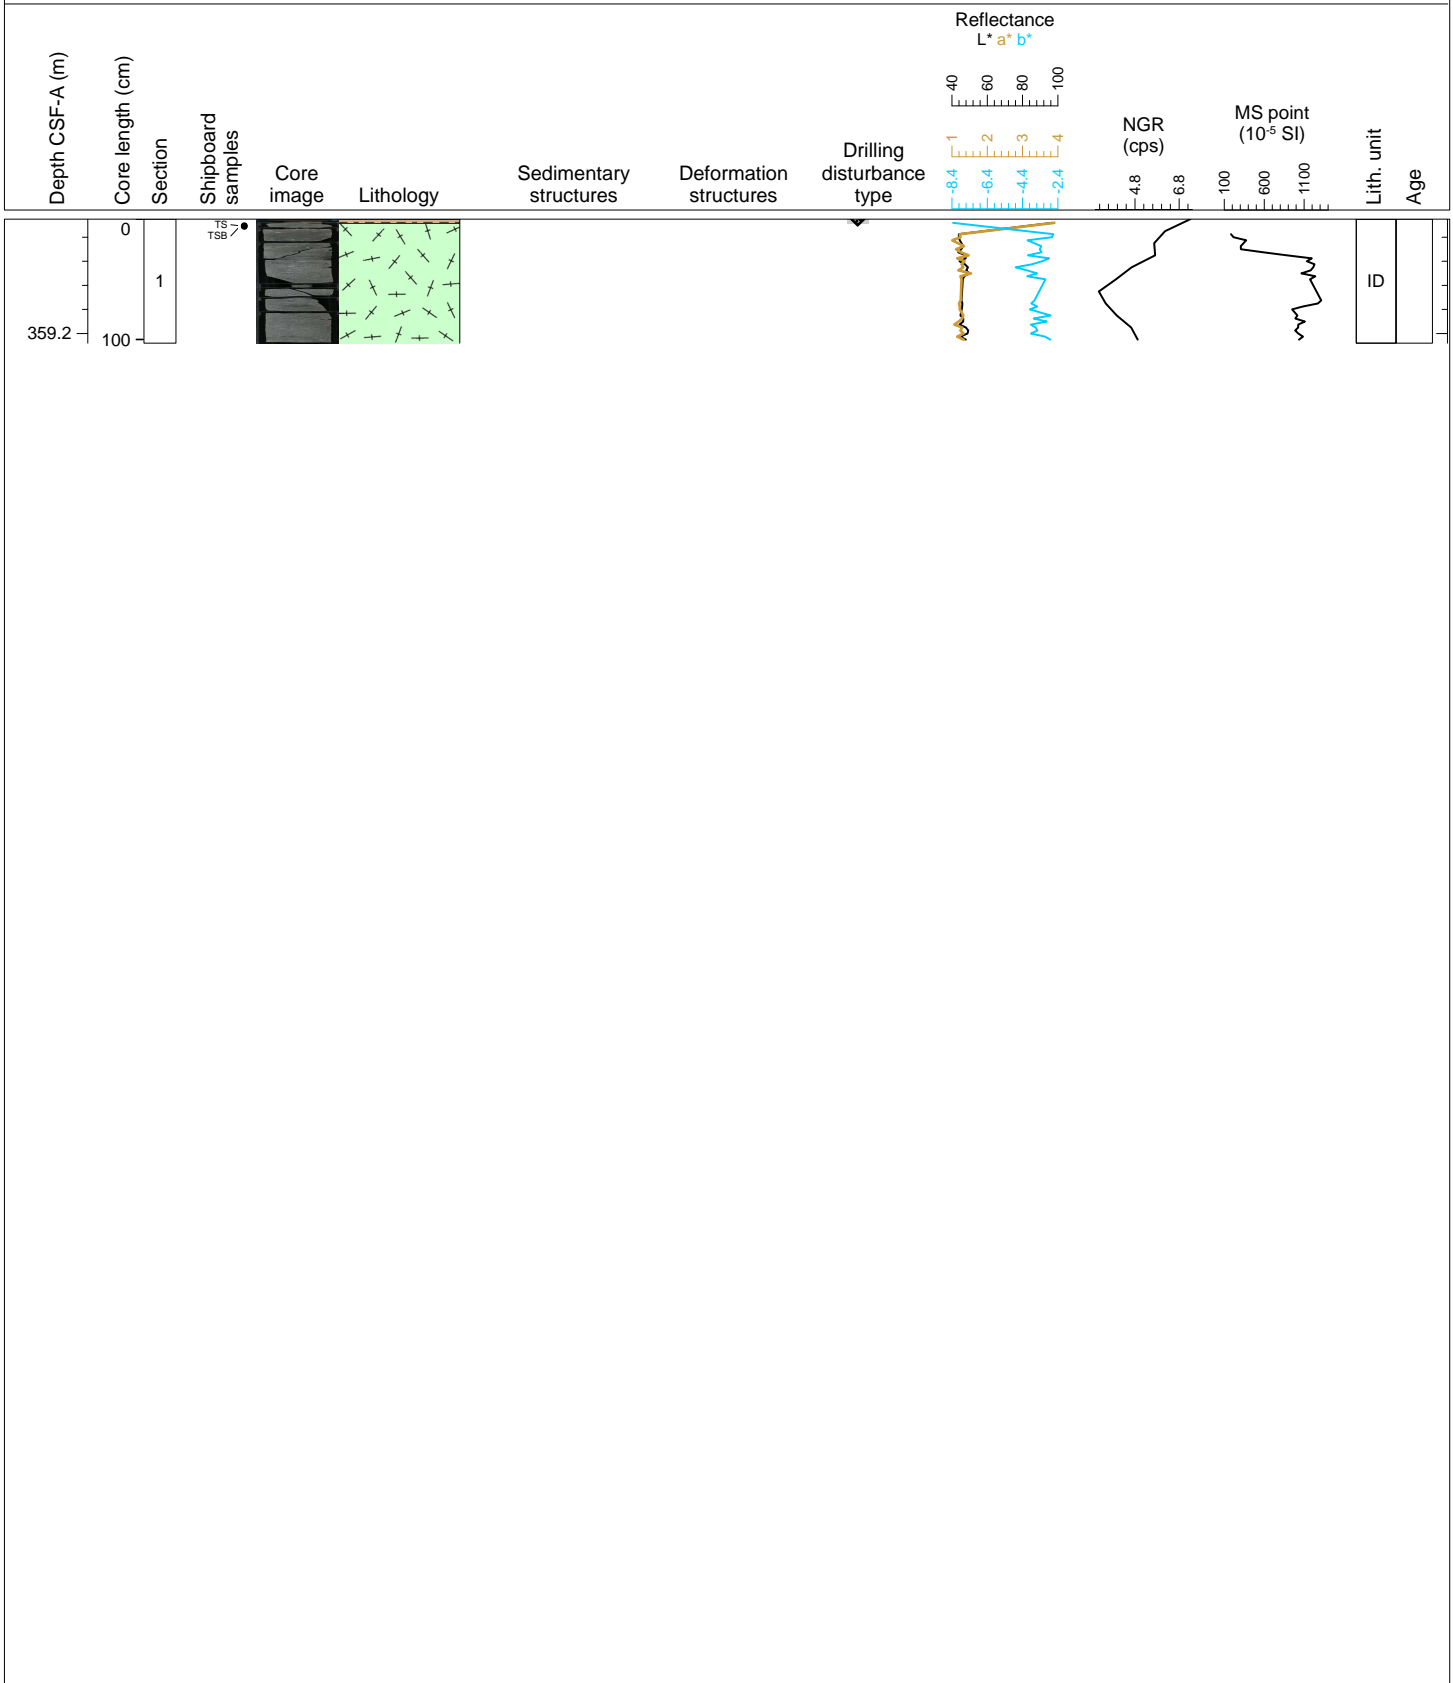 Depth CSF-A (m)
Core length (cm)
Section
Shipboard
samples
Core
image
Lithology
Sedimentary
structures
Deformation
structures
Drilling
disturbance
type
Reflectance
L* a* b*
40 60 80 100
1 2 3 4
-8.4 -6.4 -4.4 -2.4
NGR
(cps)
4.8 6.8
MS point
(10-5 SI)
100 600 1100
Lith. unit
Age
0
TS
TSB
1
ID
359.2
100